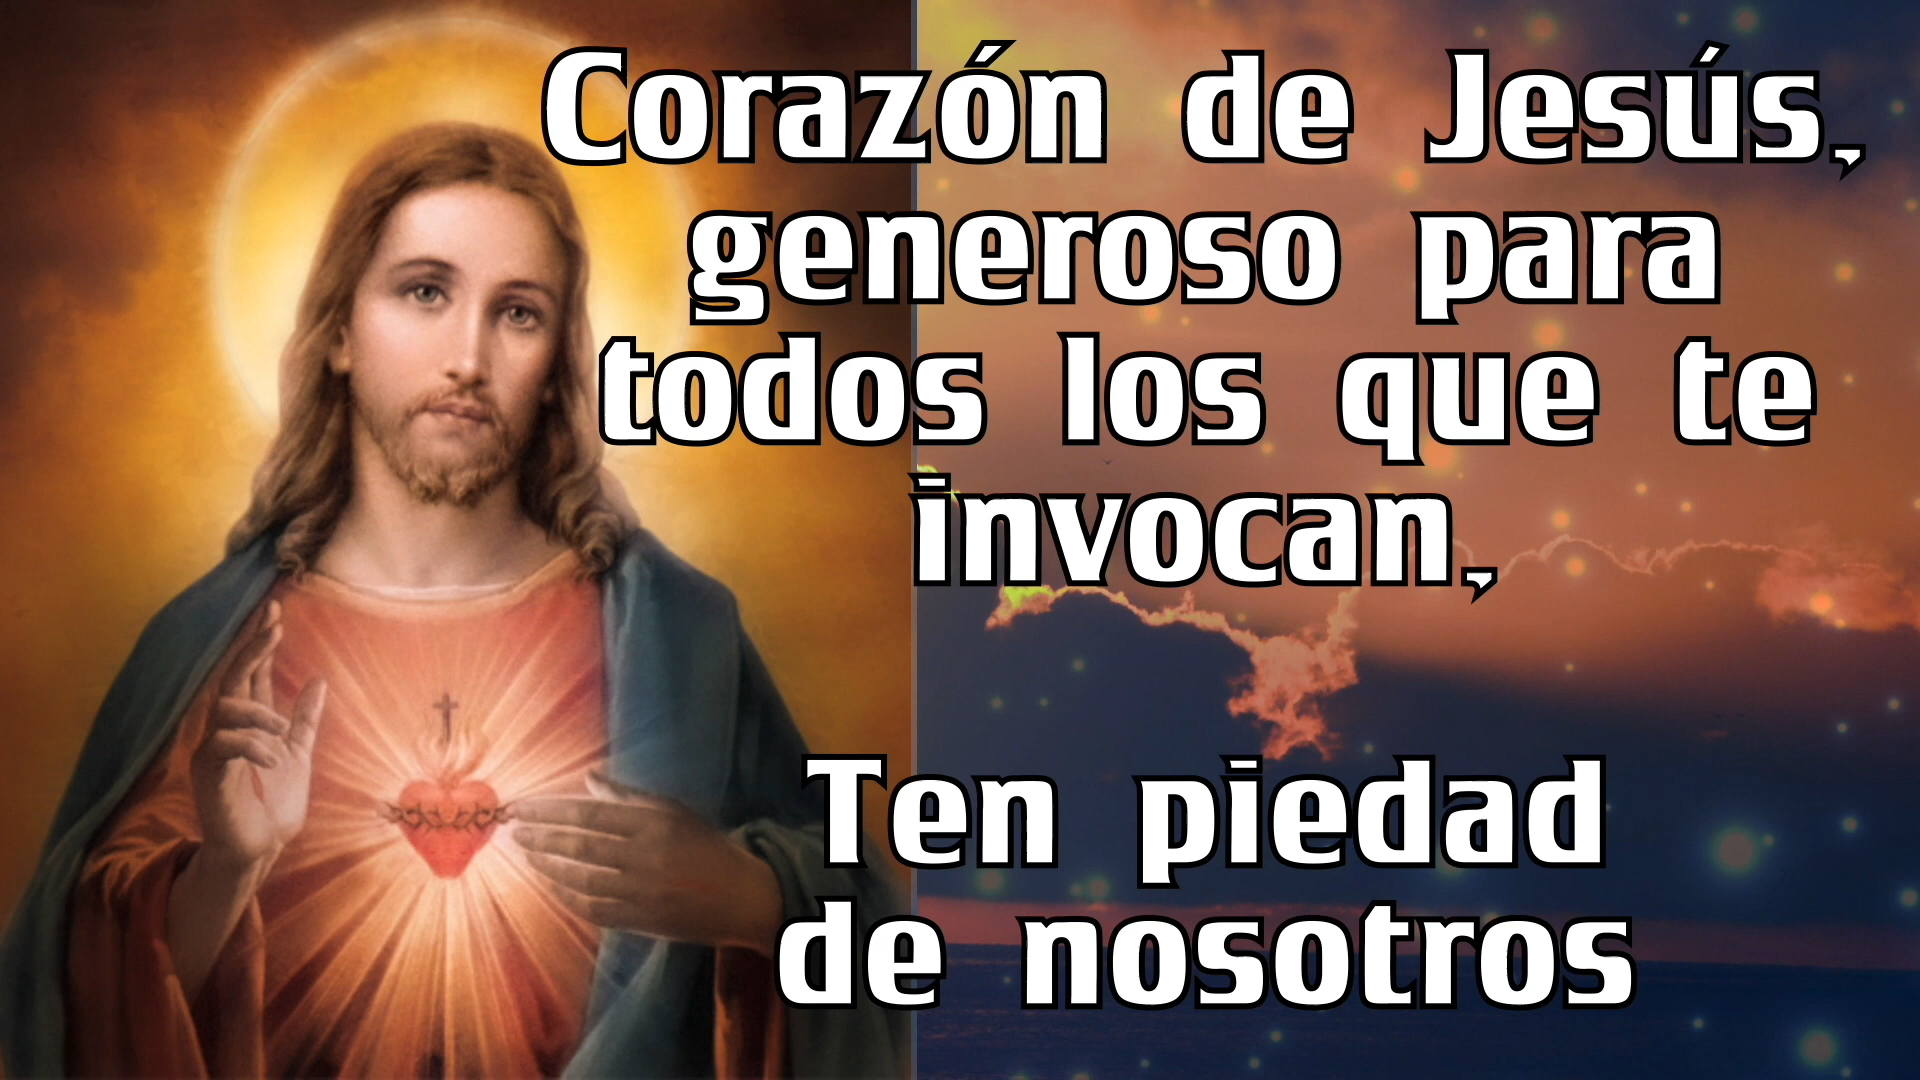 Corazón de Jesús,
generoso para
todos los que te
invocan,
Ten piedad
de nosotros